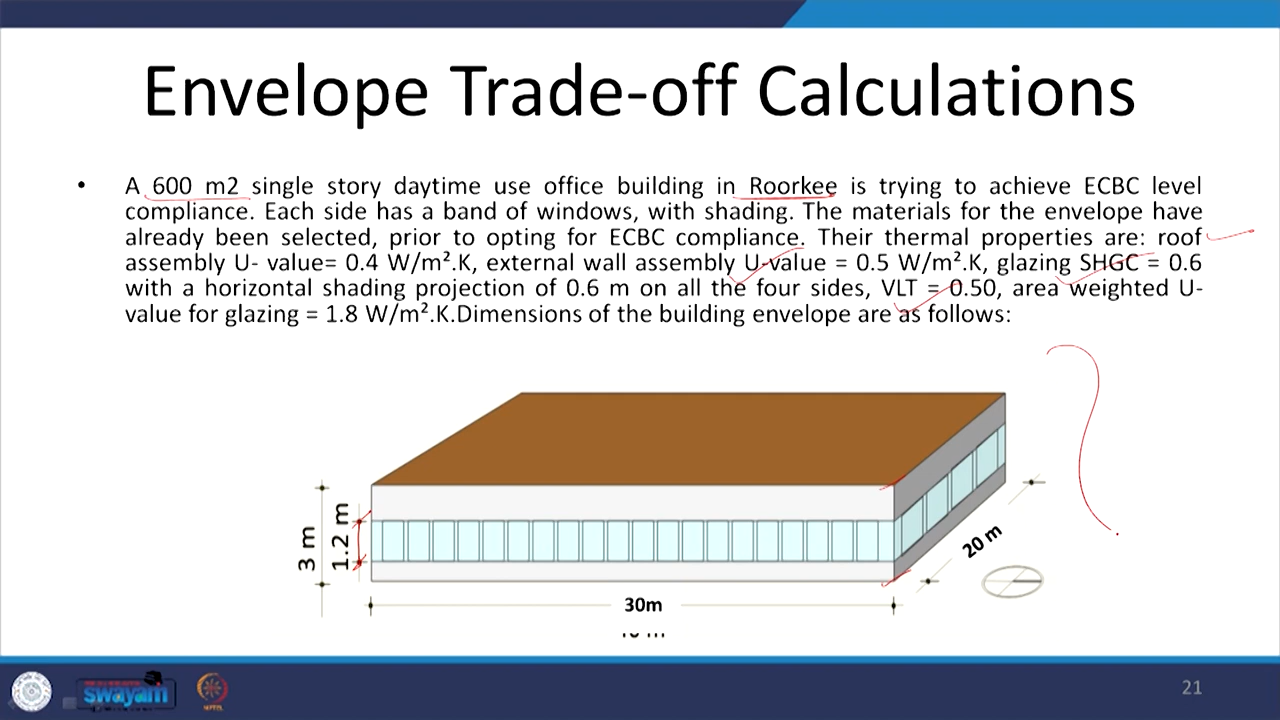 Envelope Trade-off Calculations
• A 600 m2 single story daytime use office building in Roorkee is trying to achieve ECBC level
compliance. Each side has a band of windows, with shading. The materials for the envelope have
already been selected, prior to opting for ECBC compliance. Their thermal properties are: roof
assembly U- value= 0.4 W/m².K, external wall assembly U-value = 0.5 W/m².K, glazing SHGC = 0.6
with a horizontal shading projection of 0.6 m on all the four sides, VLT = 0.50, area weighted U-
value for glazing = 1.8 W/m².K.Dimensions of the building envelope are as follows:
3 m
1.2 m
20 m
30m
swayam
21